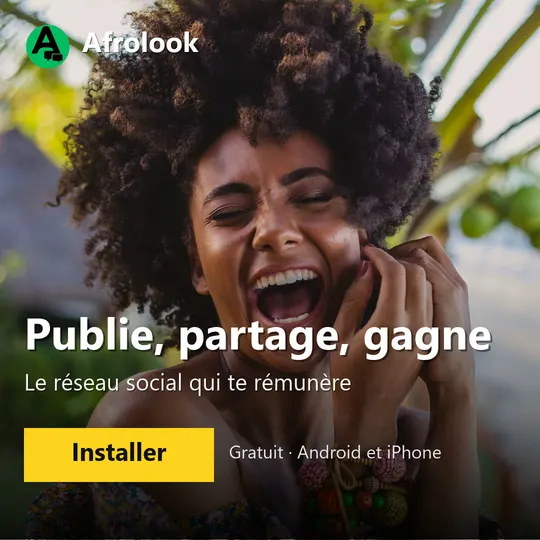 Afrolook
Publie, partage, gagne
Le réseau social qui te rémunère
Installer
Gratuit · Android et iPhone